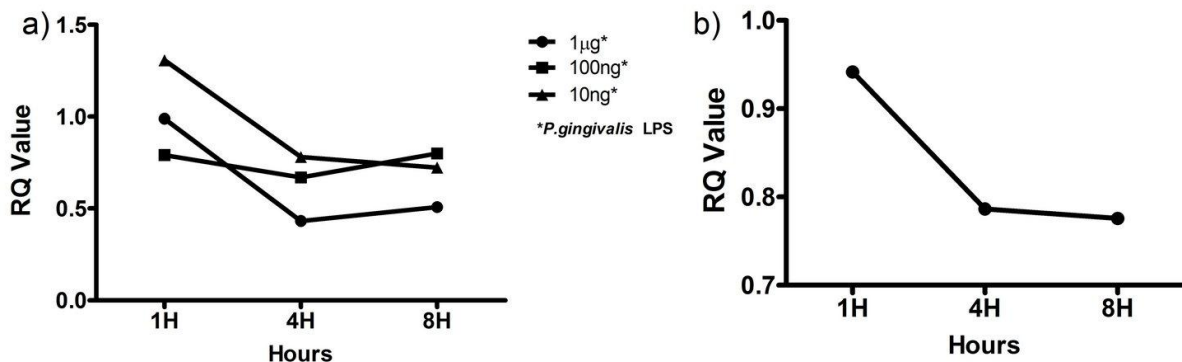 a)
1.5
1.0
0.5
0.0
RQ Value
1H 4H 8H
Hours
1μg*
100ng*
10ng*
*P.gingivalis LPS
b)
1.0
0.9
0.8
0.7
RQ Value
1H 4H 8H
Hours